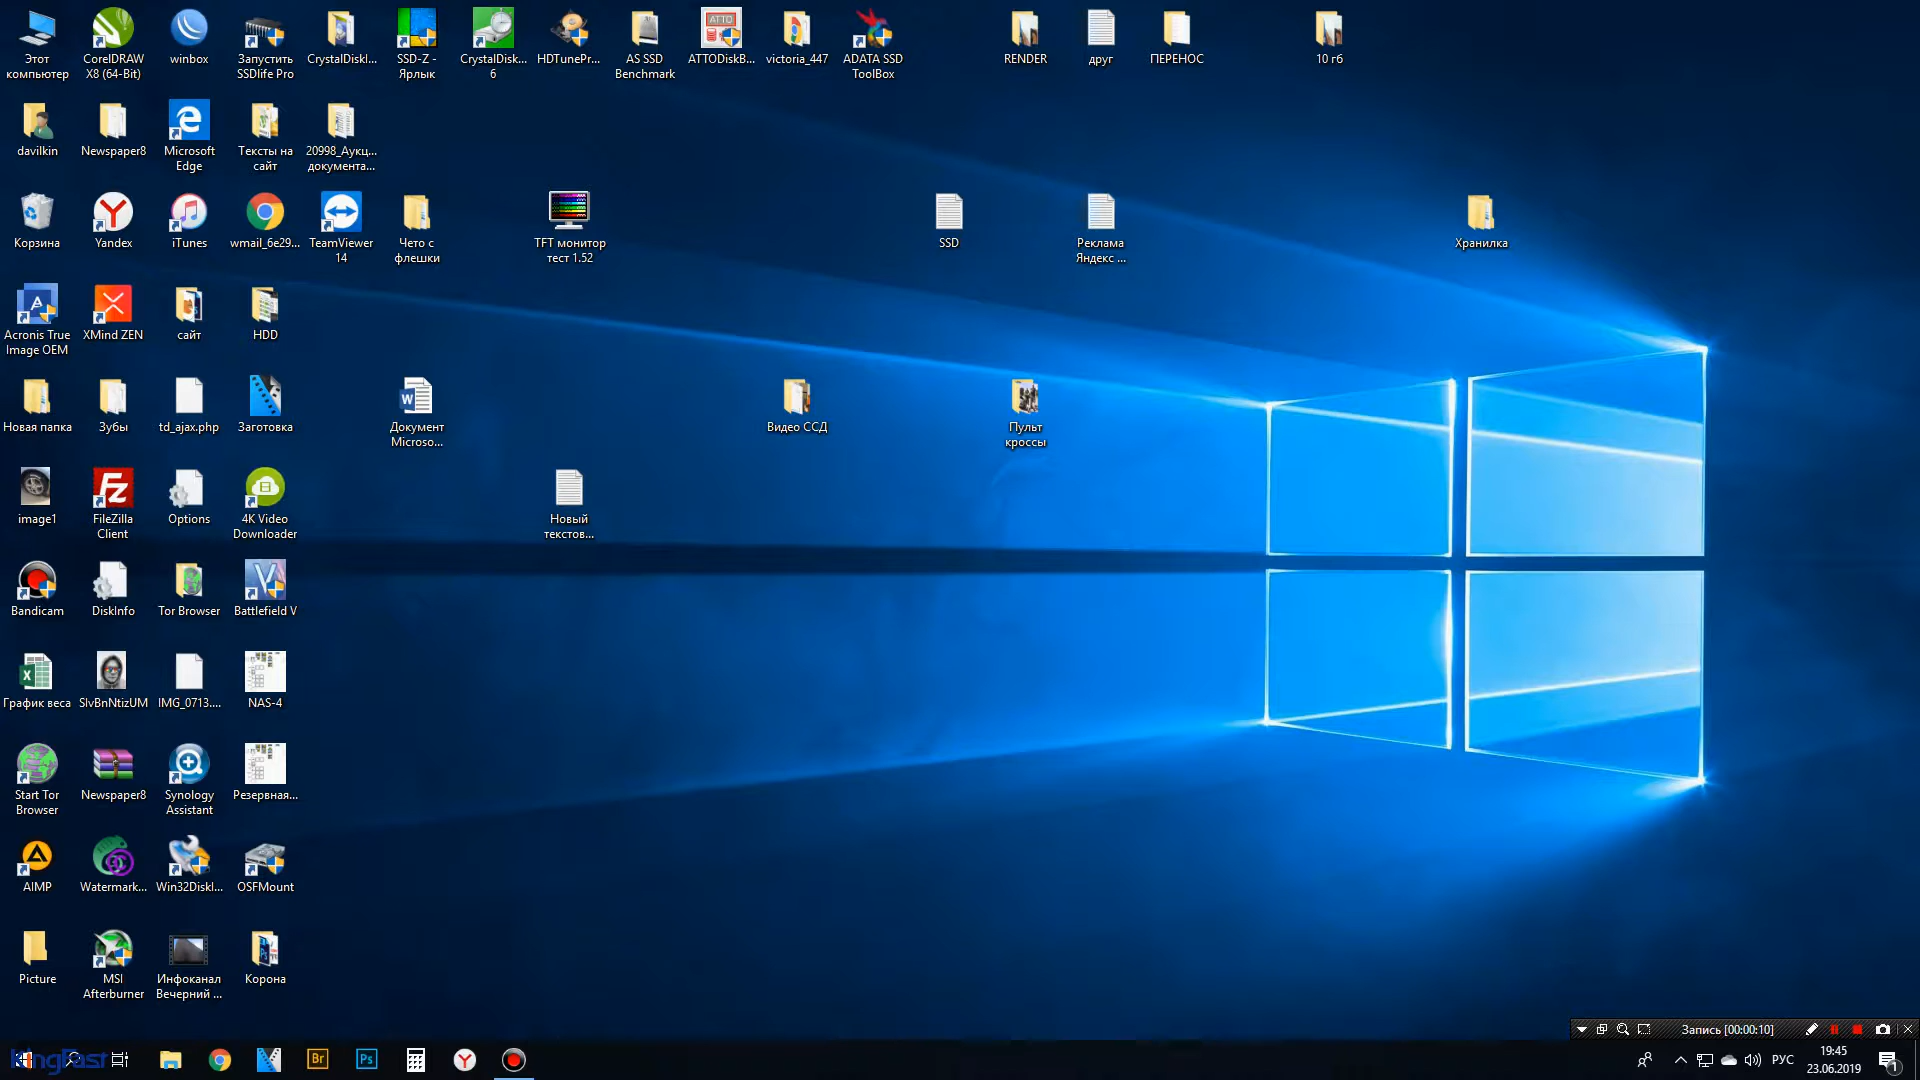 Этот
компьютер
CorelDRAW
X8 (64-Bit)
winbox
Запустить
SSDlife Pro
CrystalDiskI...
SSD-Z -
Ярлык
CrystalDisk...
6
HDTunePr...
AS SSD
Benchmark
ATTO
ATTODiskB...
victoria_447
ADATA SSD
ToolBox
RENDER
друг
ПЕРЕНОС
10 гб
davilkin
Newspaper8
Microsoft
Edge
Тексты на
сайт
20998_Аукц...
документа...
Корзина
Yandex
iTunes
wmail_6e29...
TeamViewer
14
Чето с
флешки
TFT монитор
тест 1.52
SSD
Реклама
Яндекс ...
Хранилка
Acronis True
Image OEM
XMind ZEN
сайт
HDD
Новая папка
Зубы
td_ajax.php
Заготовка
Документ
Microso...
Видео ССД
Пульт
кроссы
image1
FileZilla
Client
Options
4K Video
Downloader
Новый
текстов...
Bandicam
DiskInfo
Tor Browser
Battlefield V
График веса
SlvBnNtizUM
IMG_0713....
NAS-4
Start Tor
Browser
Newspaper8
Synology
Assistant
Резервная...
AIMP
Watermark...
Win32DiskI...
OSFMount
Picture
MSI
Afterburner
Инфоканал
Вечерний ...
Корона
Запись [00:00:10]
KingFast
Br
Ps
РУС
19:45
23.06.2019
1